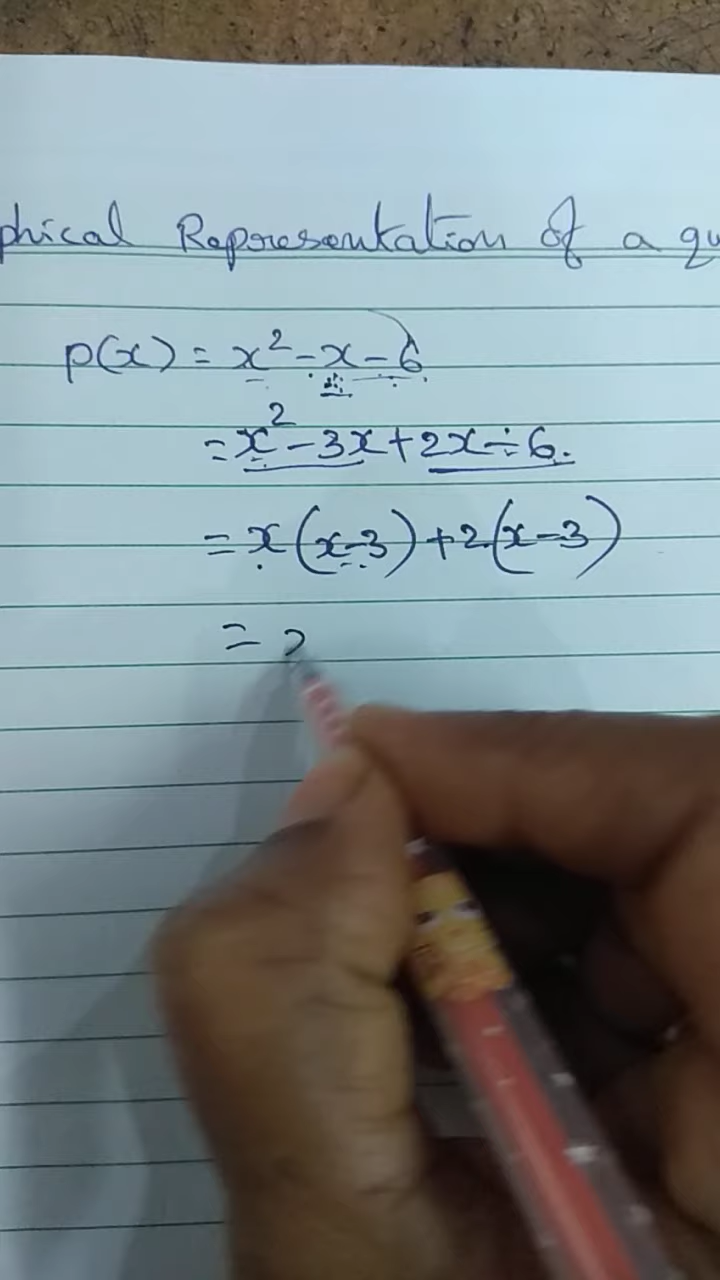 phical Representation of a qu
p(x) = x² - x - 6
= x² - 3x + 2x - 6.
= x(x-3) + 2(x-3)
=